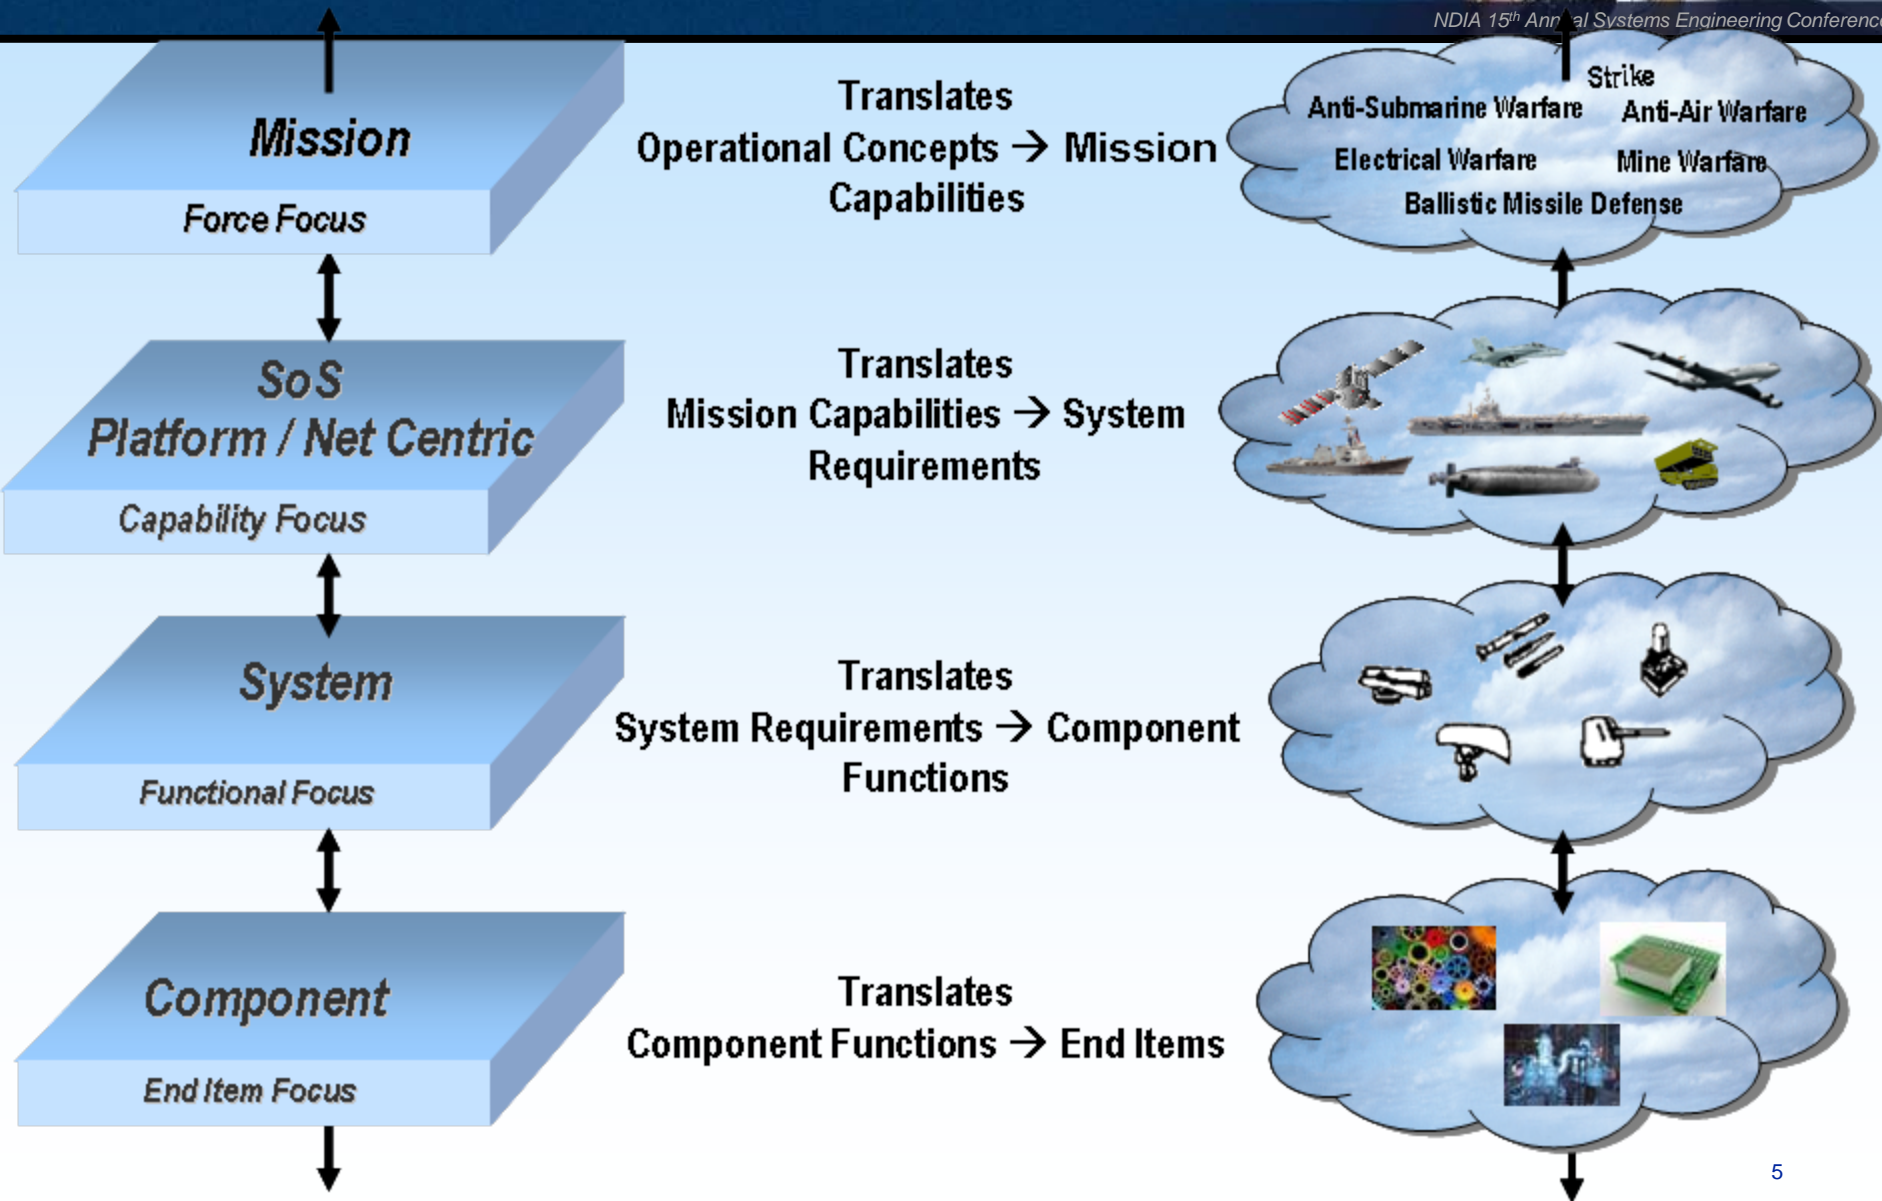 NDIA 15th Annual Systems Engineering Conference
Mission
Force Focus
Translates
Operational Concepts → Mission
Capabilities
Strike
Anti-Submarine Warfare Anti-Air Warfare
Electrical Warfare Mine Warfare
Ballistic Missile Defense
SoS
Platform / Net Centric
Capability Focus
Translates
Mission Capabilities → System
Requirements
System
Functional Focus
Translates
System Requirements → Component
Functions
Component
End Item Focus
Translates
Component Functions → End Items
5